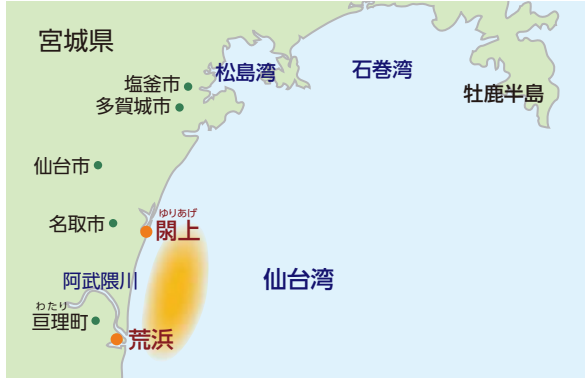 宮城県
松島湾
石巻湾
塩釜市
多賀城市
牡鹿半島
仙台市
ゆりあげ
名取市
閖上
仙台湾
阿武隈川
わたり
亘理町
荒浜